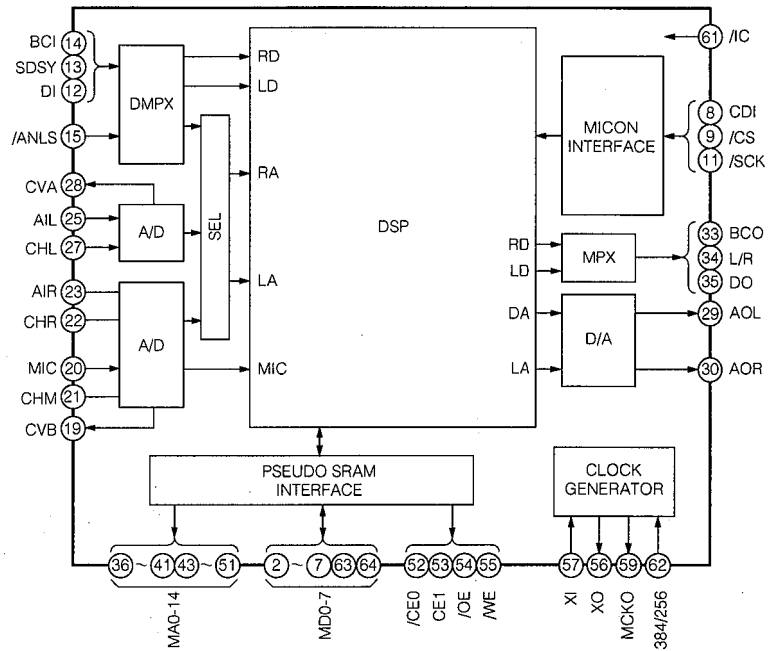 BCI 14
SDSY 13
DI 12
/ANLS 15
CVA 28
AIL 25
CHL 27
AIR 23
CHR 22
MIC 20
CHM 21
CVB 19
DMPX
A/D
A/D
SEL
RD
LD
RA
LA
MIC
DSP
RD
LD
DA
LA
MICON
INTERFACE
MPX
D/A
61 /IC
8 CDI
9 /CS
11 /SCK
33 BCO
34 L/R
35 DO
29 AOL
30 AOR
PSEUDO SRAM
INTERFACE
CLOCK
GENERATOR
36 ~ 41 43 ~ 51
2 ~ 7 63 64
52 53 54 55
57 56 59 62
MA0-14
MD0-7
/CE0
CE1
/OE
/WE
XI
XO
MCKO
384/256